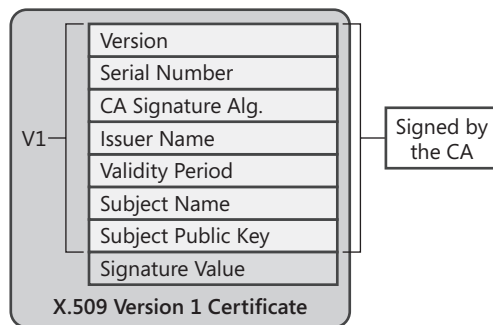 Version
Serial Number
CA Signature Alg.
V1
Issuer Name
Validity Period
Subject Name
Subject Public Key
Signature Value
Signed by
the CA
X.509 Version 1 Certificate